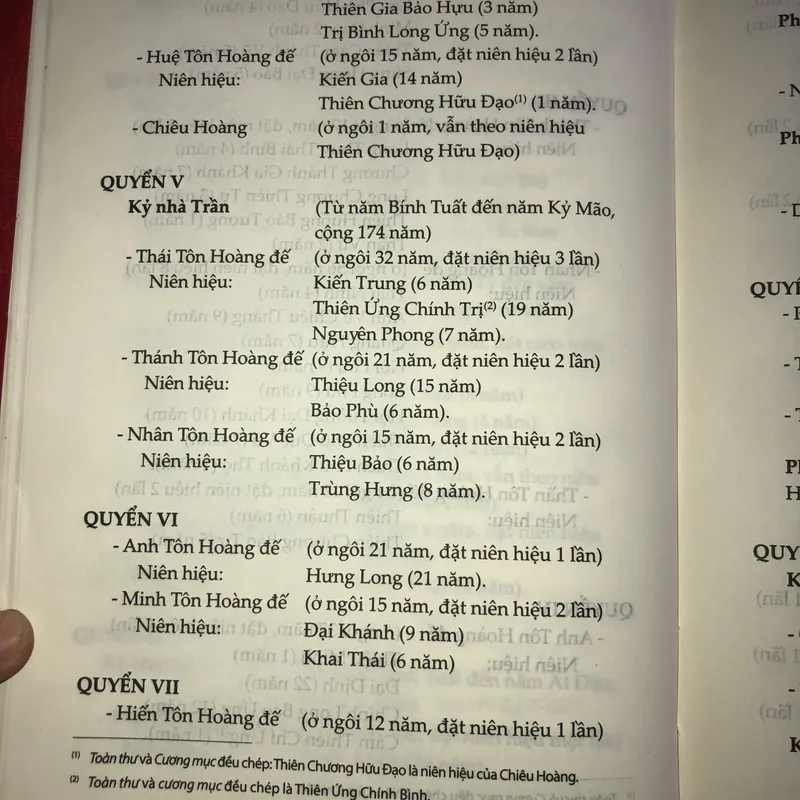 Thiên Gia Bảo Hựu (3 năm)
Trị Bình Long Ứng (5 năm).
- Huệ Tôn Hoàng đế (ở ngôi 15 năm, đặt niên hiệu 2 lần)
Niên hiệu: Kiến Gia (14 năm)
Thiên Chương Hữu Đạo(1) (1 năm).
- Chiêu Hoàng (ở ngôi 1 năm, vẫn theo niên hiệu
Thiên Chương Hữu Đạo)
QUYỂN V
Kỷ nhà Trần (Từ năm Bính Tuất đến năm Kỷ Mão,
cộng 174 năm)
- Thái Tôn Hoàng đế (ở ngôi 32 năm, đặt niên hiệu 3 lần)
Niên hiệu: Kiến Trung (6 năm)
Thiên Ứng Chính Trị(2) (19 năm)
Nguyên Phong (7 năm).
- Thánh Tôn Hoàng đế (ở ngôi 21 năm, đặt niên hiệu 2 lần)
Niên hiệu: Thiệu Long (15 năm)
Bảo Phù (6 năm).
- Nhân Tôn Hoàng đế (ở ngôi 15 năm, đặt niên hiệu 2 lần)
Niên hiệu: Thiệu Bảo (6 năm)
Trùng Hưng (8 năm).
QUYỂN VI
- Anh Tôn Hoàng đế (ở ngôi 21 năm, đặt niên hiệu 1 lần)
Niên hiệu: Hưng Long (21 năm).
- Minh Tôn Hoàng đế (ở ngôi 15 năm, đặt niên hiệu 2 lần)
Niên hiệu: Đại Khánh (9 năm)
Khai Thái (6 năm)
QUYỂN VII
- Hiến Tôn Hoàng đế (ở ngôi 12 năm, đặt niên hiệu 1 lần)
(1) Toàn thư và Cương mục đều chép: Thiên Chương Hữu Đạo là niên hiệu của Chiêu Hoàng.
(2) Toàn thư và cương mục đều chép là Thiên Ứng Chính Bình.